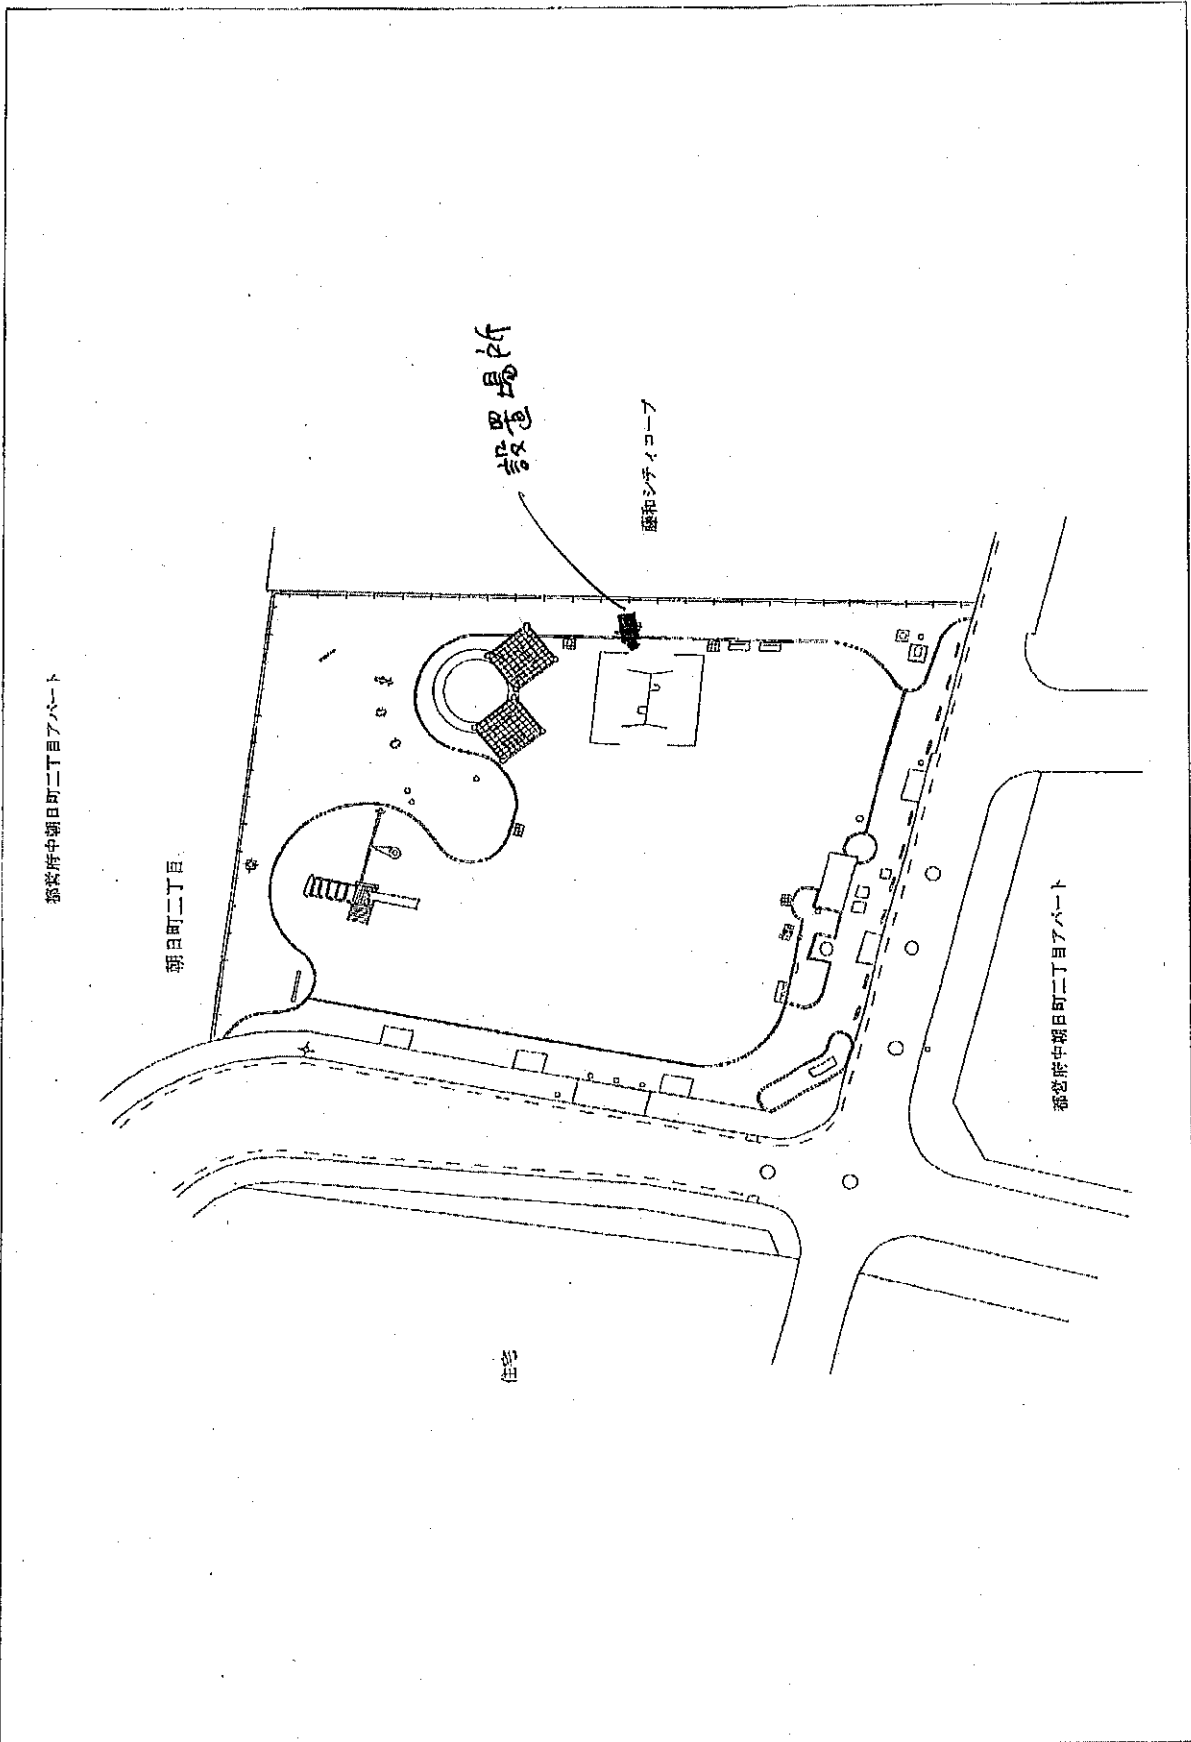 都営府中朝日町二丁目アパート
朝日町二丁目
設置場所
藤和シティコープ
住宅
都営府中朝日町二丁目アパート